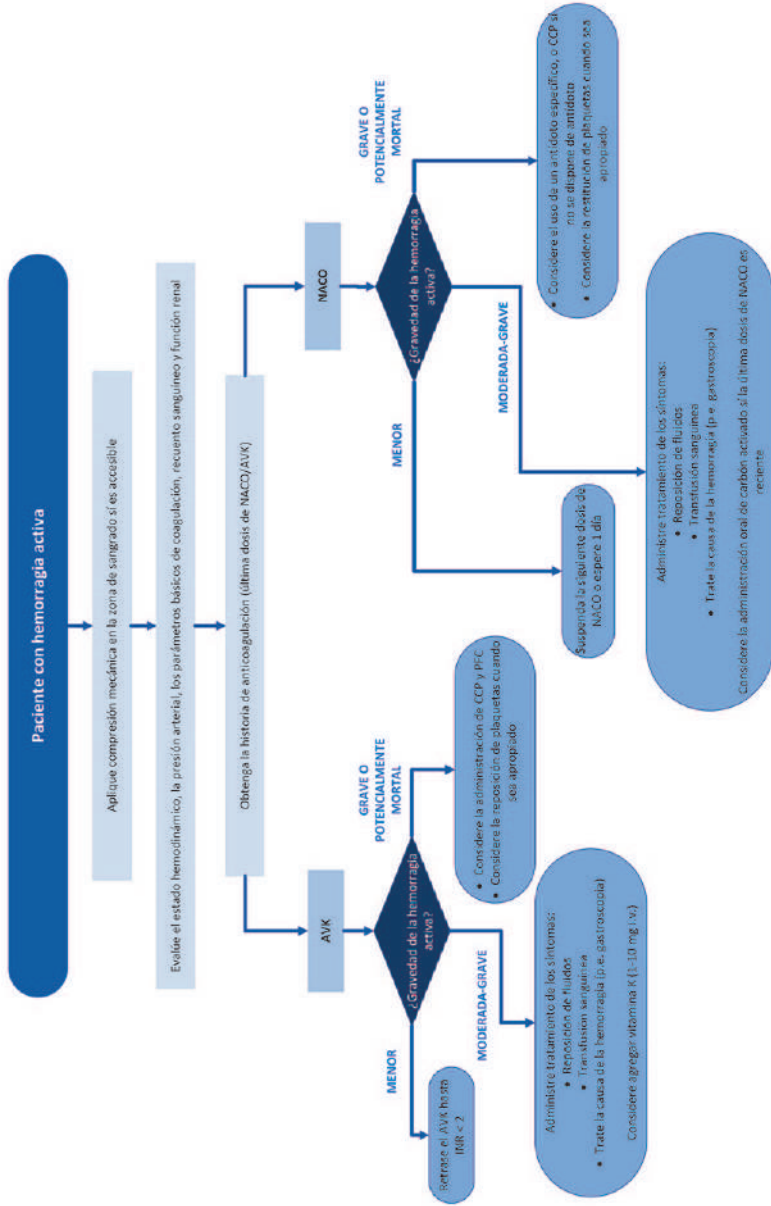 Paciente con hemorragia activa
Aplique compresión mecánica en la zona de sangrado sí es accesible
Evalúe el estado hemodinámico, la presión arterial, los parámetros básicos de coagulación, recuento sanguíneo y función renal
Obtenga la historia de anticoagulación (última dosis de NACO/AVK)
AVK
¿Gravedad de la hemorragia
activa?
MENOR
Retrase el AVK hasta
INR < 2
MODERADA-GRAVE
Administre tratamiento de los síntomas:
• Reposición de fluidos
• Transfusión sanguínea
• Trate la causa de la hemorragia (p.e. gastroscopia)
Considere agregar vitamina K (1-10 mg i.v.)
GRAVE O
POTENCIALMENTE
MORTAL
• Considere la administración de CCP y PFC
• Considere la reposición de plaquetas cuando
sea apropiado
NACO
¿Gravedad de la hemorragia
activa?
MENOR
Suspenda la siguiente dosis de
NACO o espere 1 día
MODERADA-GRAVE
Administre tratamiento de los síntomas:
• Reposición de fluidos
• Transfusión sanguínea
• Trate la causa de la hemorragia (p.e. gastroscopia)
Considere la administración oral de carbón activado sí la última dosis de NACO es
reciente
GRAVE O
POTENCIALMENTE
MORTAL
• Considere el uso de un antídoto específico, o CCP si
no se dispone de antídoto
• Considere la restitución de plaquetas cuando sea
apropiado